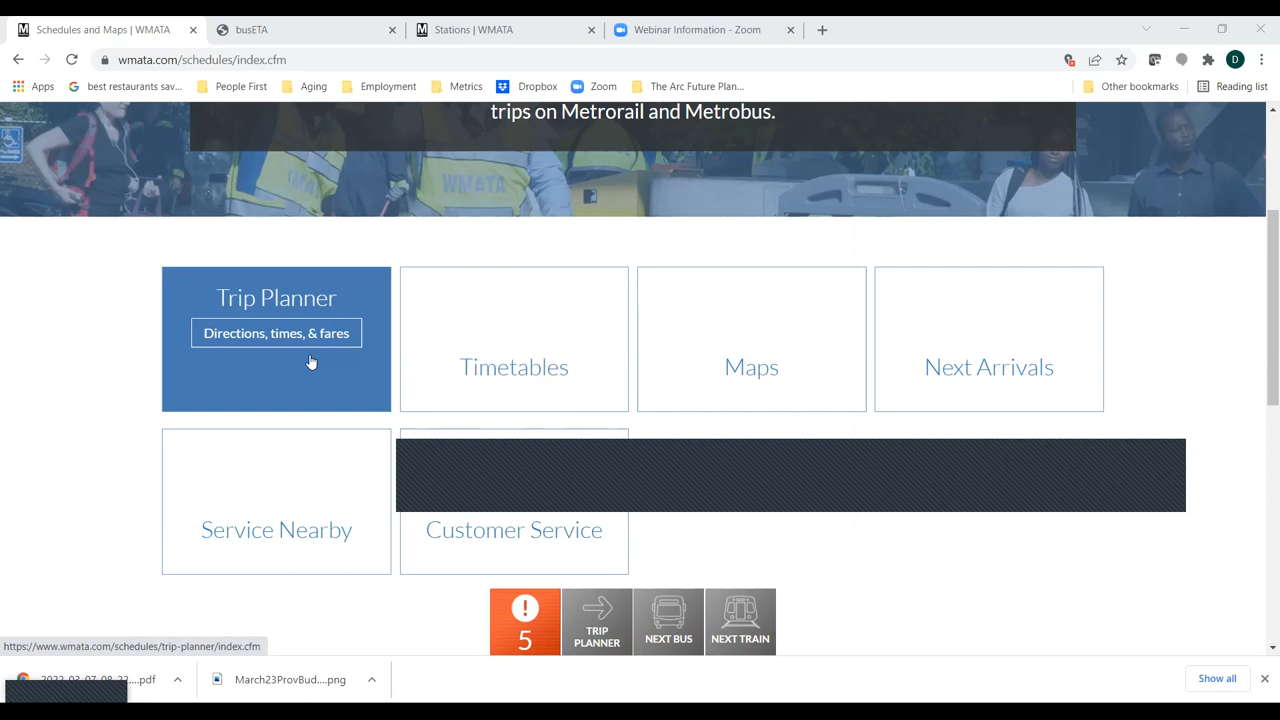 Schedules and Maps | WMATA
busETA
Stations | WMATA
Webinar Information - Zoom
wmata.com/schedules/index.cfm
D
Apps
best restaurants sav...
People First
Aging
Employment
Metrics
Dropbox
Zoom
The Arc Future Plan...
Other bookmarks
Reading list
trips on Metrorail and Metrobus.
WMATA
Trip Planner
Directions, times, & fares
Timetables
Maps
Next Arrivals
Service Nearby
Customer Service
5
TRIP
PLANNER
NEXT BUS
NEXT TRAIN
https://www.wmata.com/schedules/trip-planner/index.cfm
March23ProvBud....png
Show all